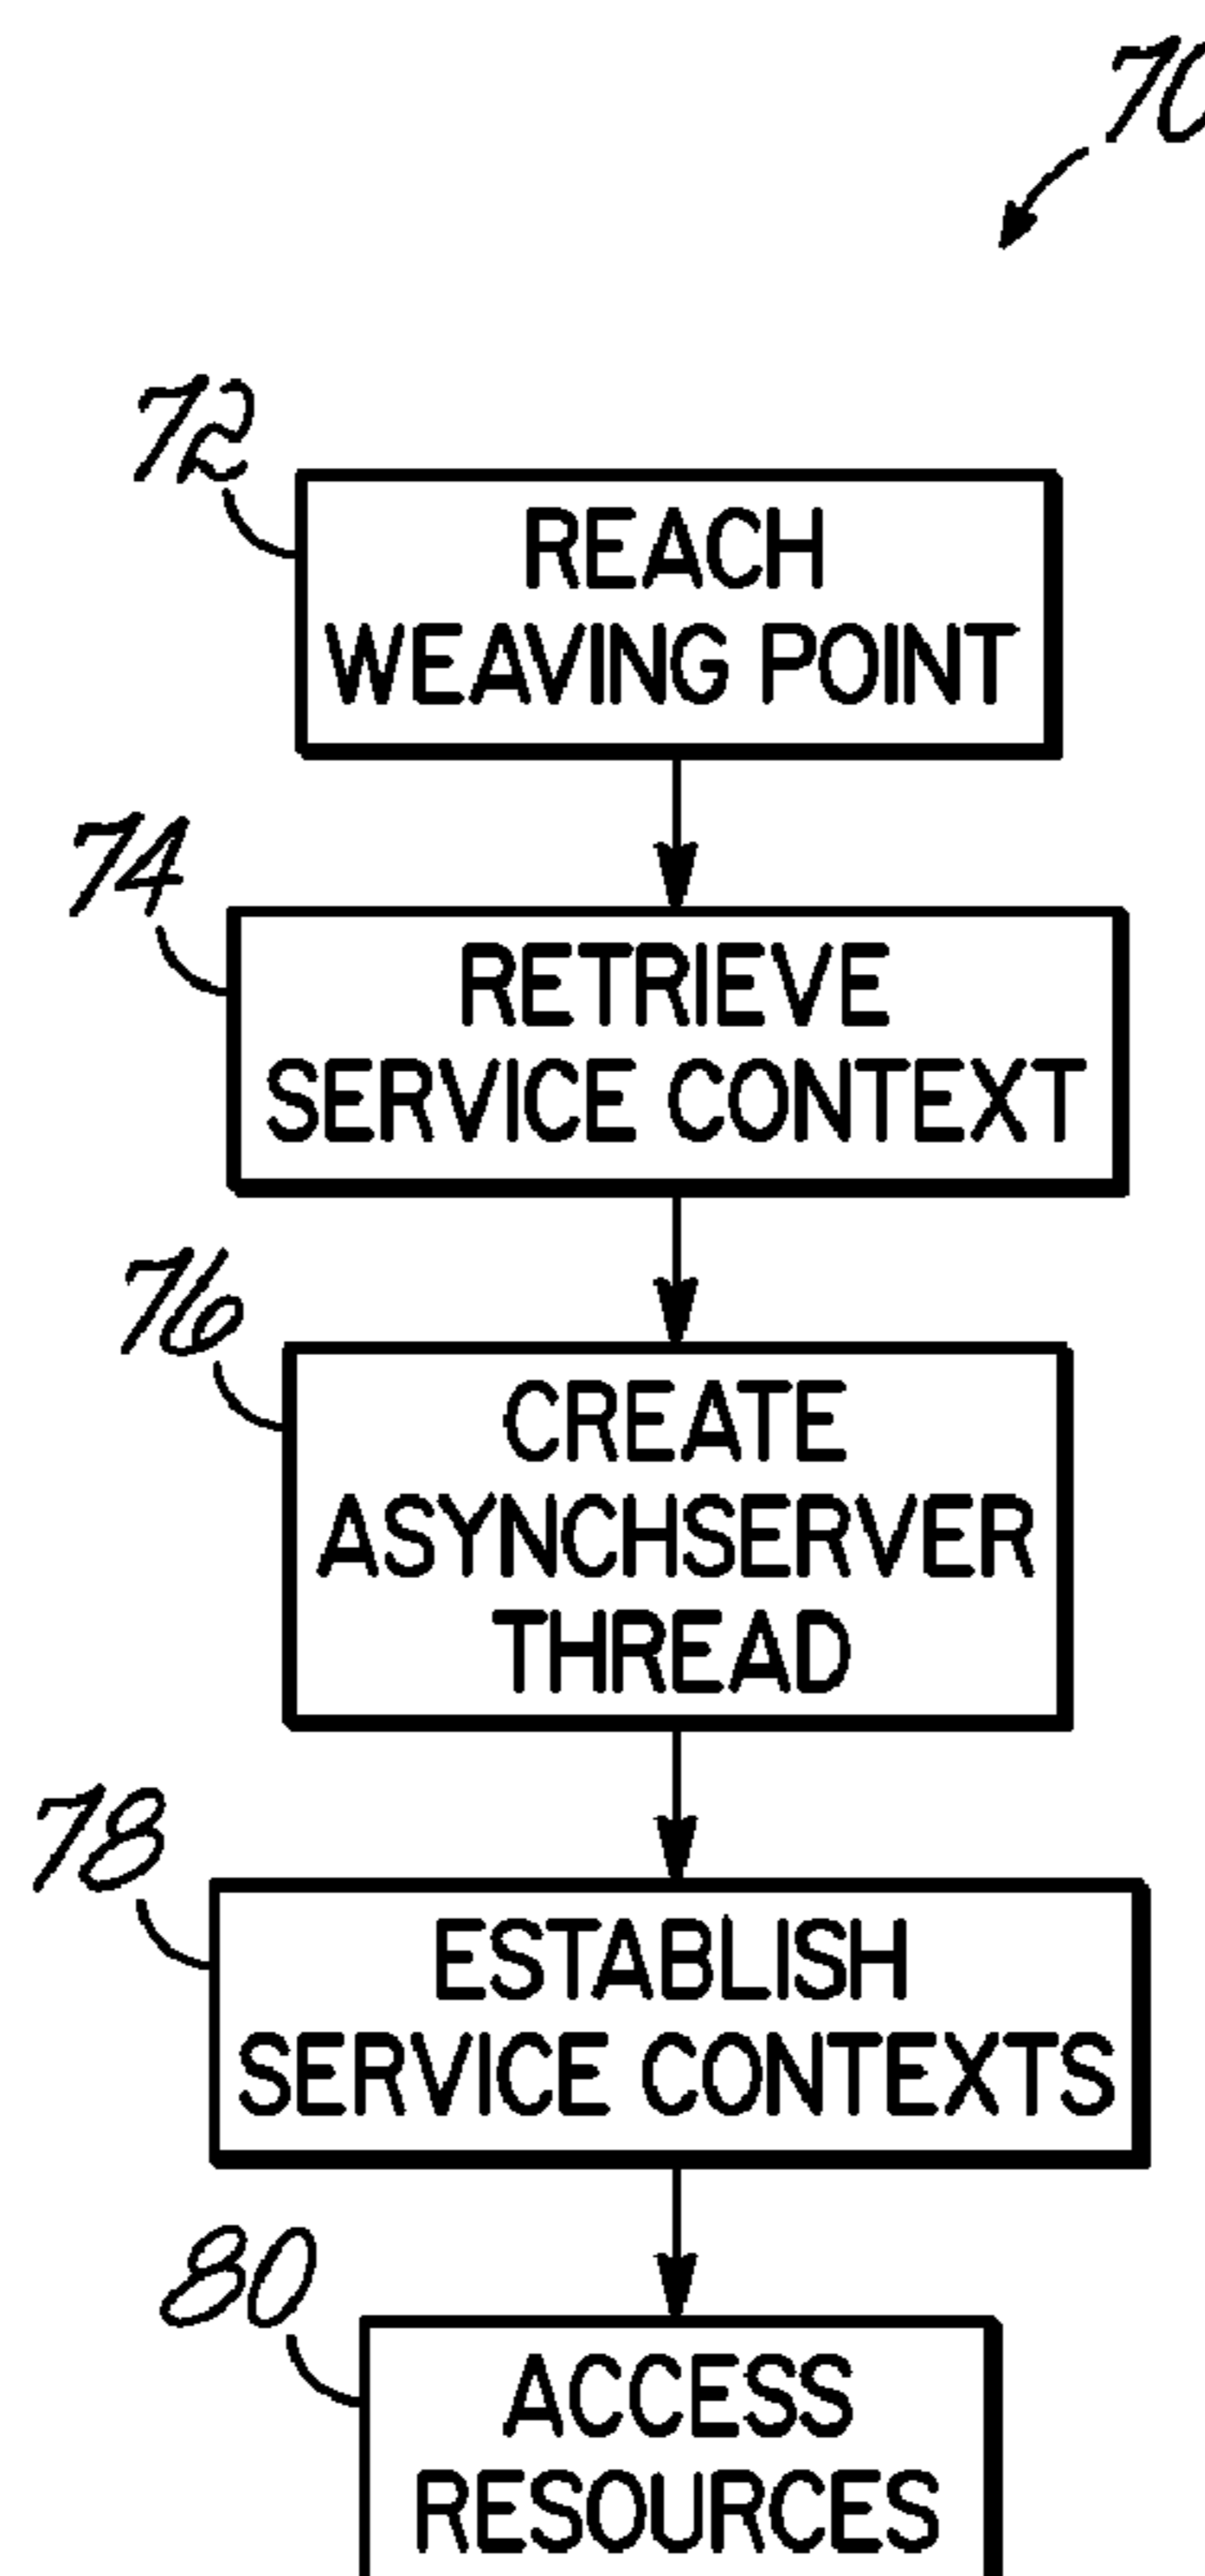 70
72
REACH
WEAVING POINT
74
RETRIEVE
SERVICE CONTEXT
76
CREATE
ASYNCHSERVER
THREAD
78
ESTABLISH
SERVICE CONTEXTS
80
ACCESS
RESOURCES